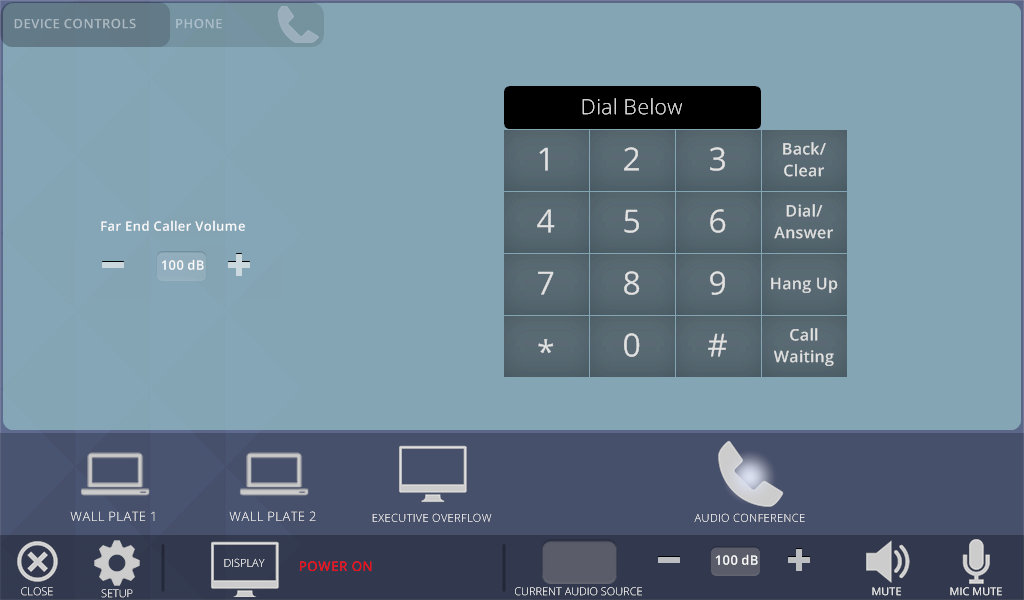 DEVICE CONTROLS
PHONE
Dial Below
1 2 3 Back/
Clear
4 5 6 Dial/
Answer
7 8 9 Hang Up
* 0 # Call
Waiting
Far End Caller Volume
100 dB
WALL PLATE 1
WALL PLATE 2
EXECUTIVE OVERFLOW
AUDIO CONFERENCE
CLOSE
SETUP
DISPLAY
POWER ON
CURRENT AUDIO SOURCE
100 dB
MUTE
MIC MUTE